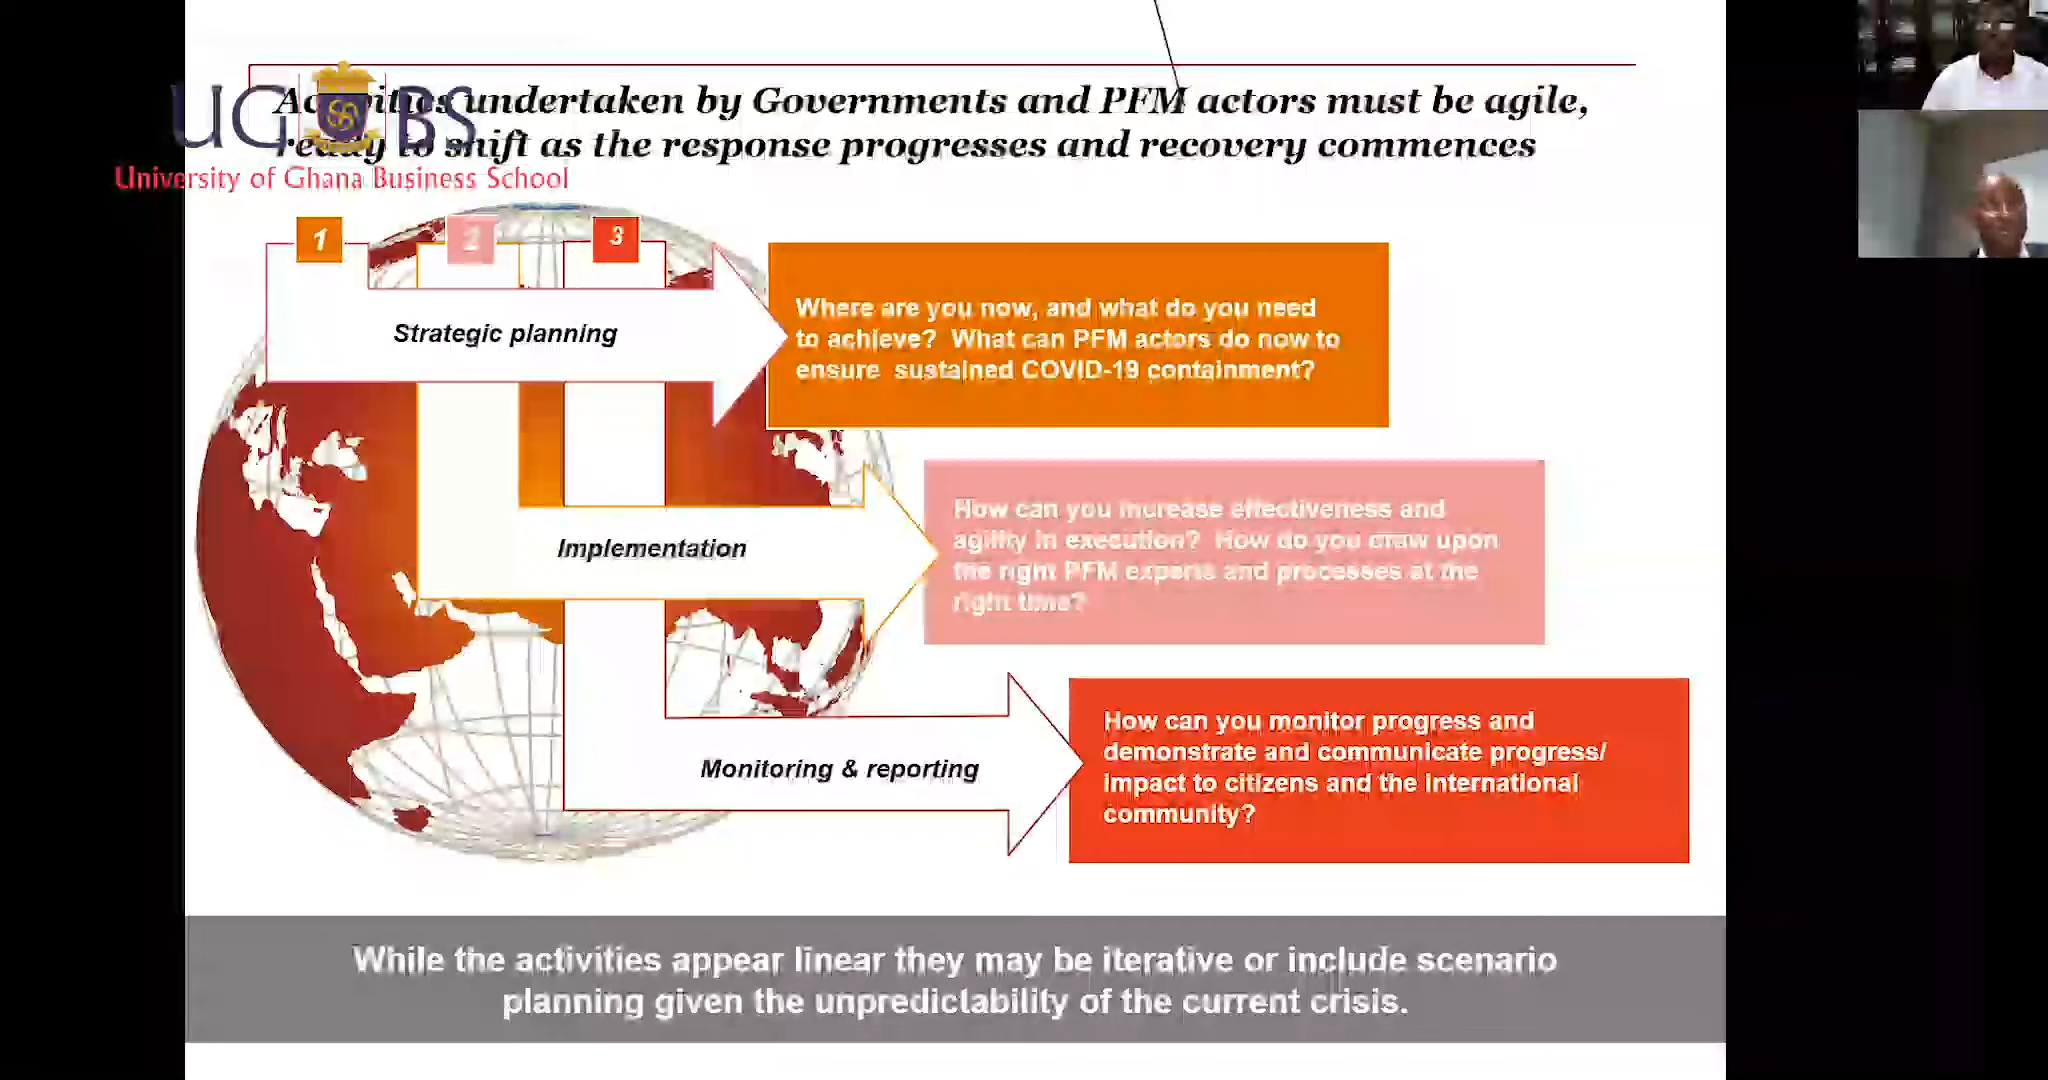 Activities undertaken by Governments and PFM actors must be agile,
ready to shift as the response progresses and recovery commences
UGBS
University of Ghana Business School
1
2
3
Strategic planning
Where are you now, and what do you need
to achieve? What can PFM actors do now to
ensure sustained COVID-19 containment?
Implementation
How can you increase effectiveness and
agility in execution? How do you draw upon
the right PFM experts and processes at the
right time?
Monitoring & reporting
How can you monitor progress and
demonstrate and communicate progress/
impact to citizens and the international
community?
While the activities appear linear they may be iterative or include scenario
planning given the unpredictability of the current crisis.